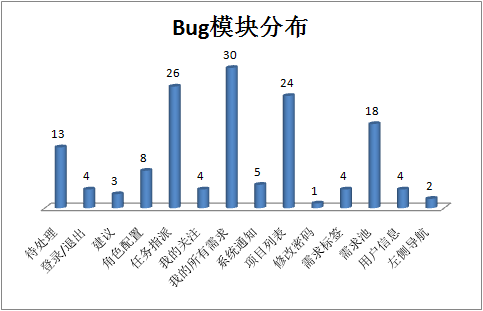 Bug模块分布
13
4
3
8
26
4
30
5
24
1
4
18
4
2
待处理
登录/退出
建议
角色配置
任务指派
我的关注
我的所有需求
系统通知
项目列表
修改密码
需求标签
需求池
用户信息
左侧导航